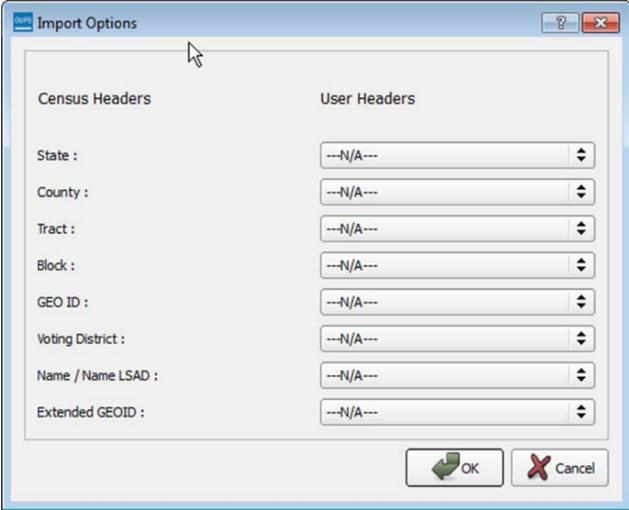 GUPS Import Options
Census Headers User Headers
State : ---N/A---
County : ---N/A---
Tract : ---N/A---
Block : ---N/A---
GEO ID : ---N/A---
Voting District : ---N/A---
Name / Name LSAD : ---N/A---
Extended GEOID : ---N/A---
OK Cancel